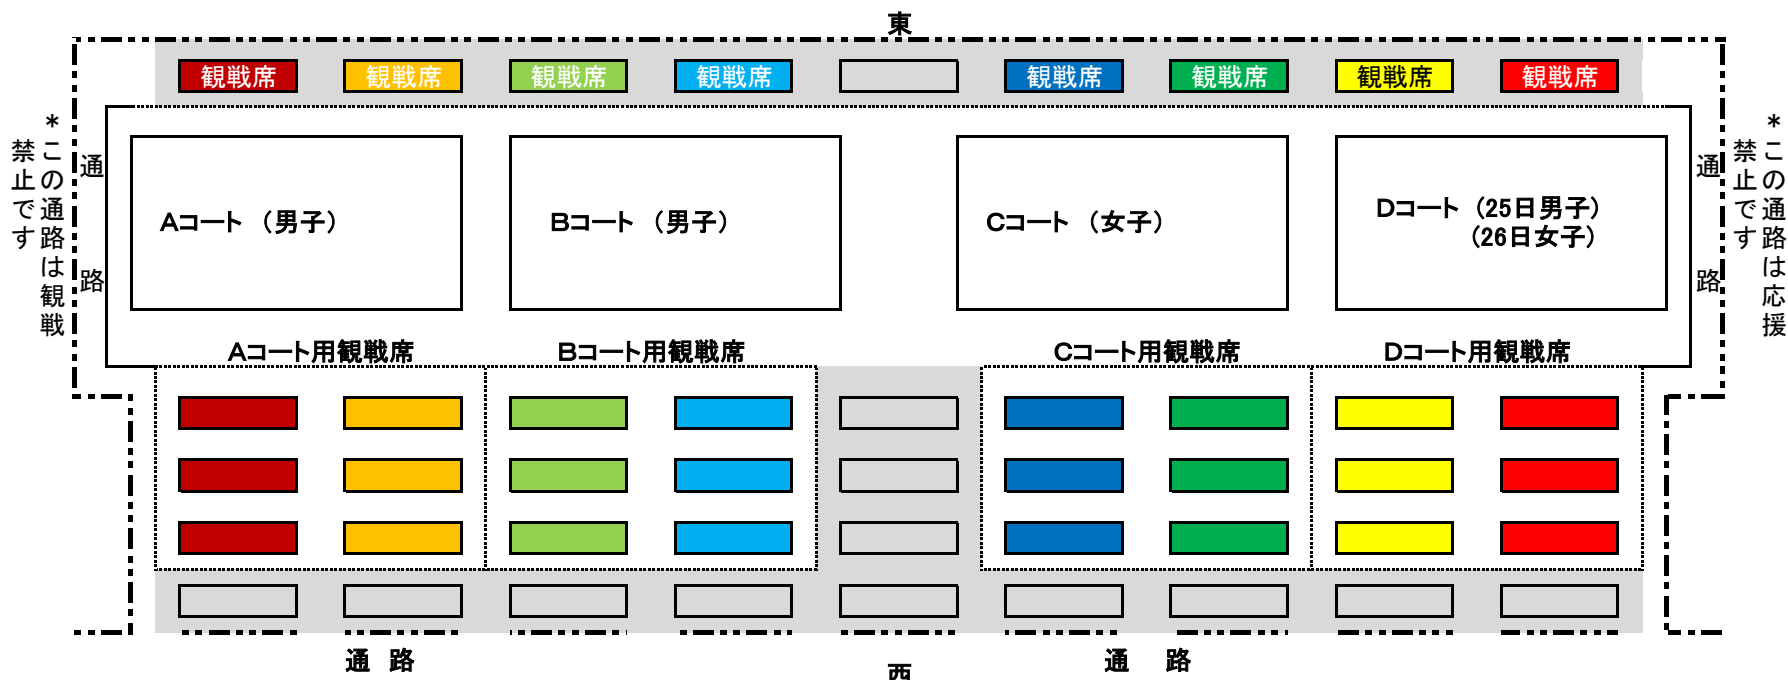 東
観戦席 観戦席 観戦席 観戦席 観戦席 観戦席 観戦席 観戦席
*この通路は観戦
禁止です
通路
Aコート （男子）
Bコート （男子）
Cコート （女子）
Dコート （25日男子）
（26日女子）
通路
*この通路は応援
禁止です
Aコート用観戦席
Bコート用観戦席
Cコート用観戦席
Dコート用観戦席
通 路
西
通 路